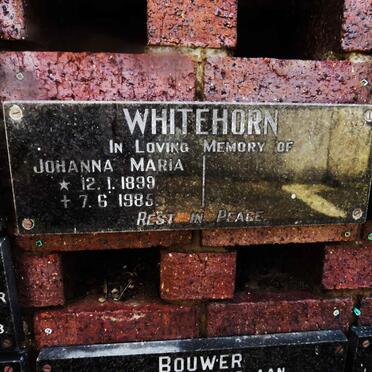 WHITEHORN
IN LOVING MEMORY OF
JOHANNA MARIA
★ 12.1.1899
+ 7.6.1985
REST IN PEACE.
BOUWER